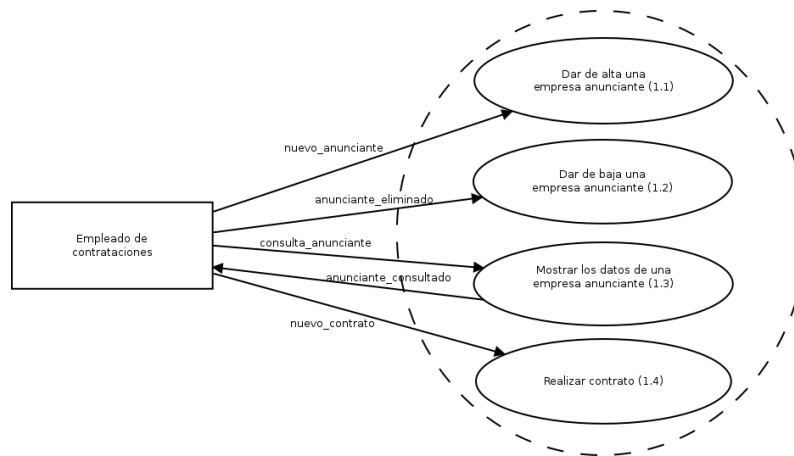 Dar de alta una
empresa anunciante (1.1)
nuevo_anunciante
Dar de baja una
empresa anunciante (1.2)
anunciante_eliminado
Empleado de
contrataciones
consulta_anunciante
Mostrar los datos de una
empresa anunciante (1.3)
anunciante_consultado
nuevo_contrato
Realizar contrato (1.4)